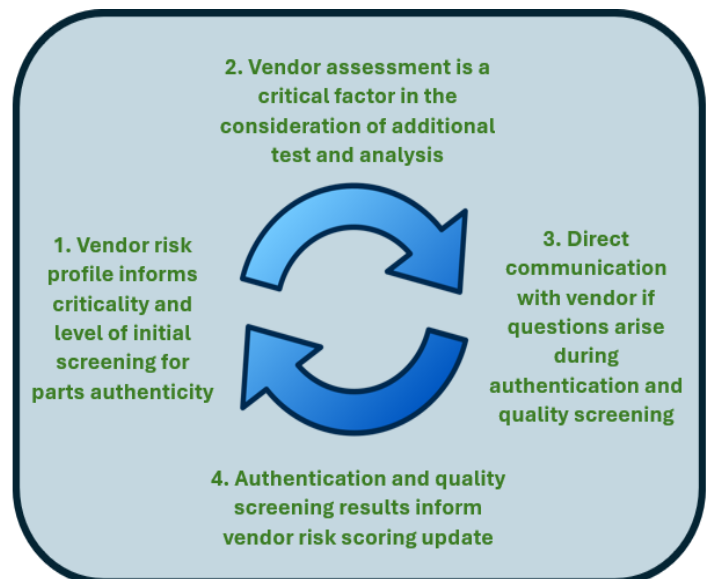 2. Vendor assessment is a
critical factor in the
consideration of additional
test and analysis
1. Vendor risk
profile informs
criticality and
level of initial
screening for
parts authenticity
3. Direct
communication
with vendor if
questions arise
during
authentication and
quality screening
4. Authentication and quality
screening results inform
vendor risk scoring update